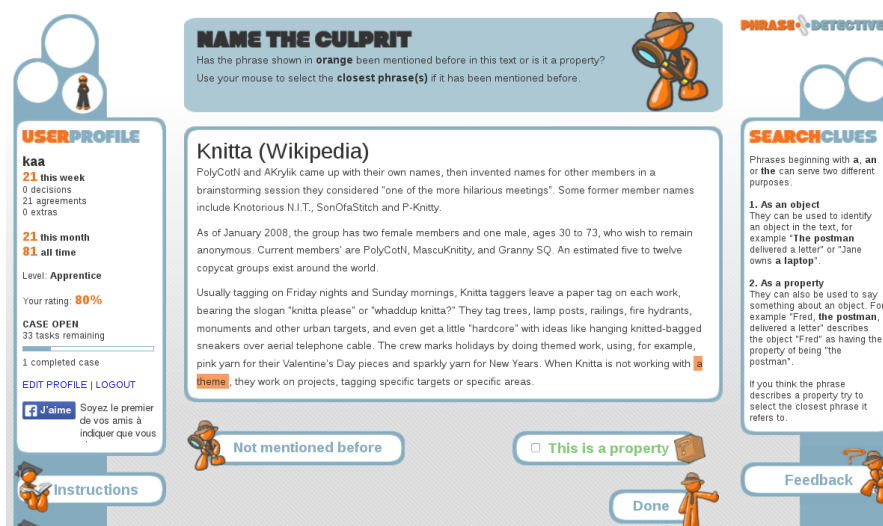 NAME THE CULPRIT
Has the phrase shown in orange been mentioned before in this text or is it a property?
Use your mouse to select the closest phrase(s) if it has been mentioned before.
PHRASE DETECTIVE
USERPROFILE
kaa
21 this week
0 decisions
21 agreements
0 extras
21 this month
81 all time
Level: Apprentice
Your rating: 80%
CASE OPEN
33 tasks remaining
1 completed case
EDIT PROFILE | LOGOUT
J'aime
Soyez le premier
de vos amis à
indiquer que vous
Instructions
Knitta (Wikipedia)
PolyCotN and AKrylik came up with their own names, then invented names for other members in a
brainstorming session they considered "one of the more hilarious meetings". Some former member names
include Knotorious N.I.T., SonOfaStitch and P-Knitty.
As of January 2008, the group has two female members and one male, ages 30 to 73, who wish to remain
anonymous. Current members' are PolyCotN, MascuKnitity, and Granny SQ. An estimated five to twelve
copycat groups exist around the world.
Usually tagging on Friday nights and Sunday mornings, Knitta taggers leave a paper tag on each work,
bearing the slogan "knitta please" or "whaddup knitta?" They tag trees, lamp posts, railings, fire hydrants,
monuments and other urban targets, and even get a little "hardcore" with ideas like hanging knitted-bagged
sneakers over aerial telephone cable. The crew marks holidays by doing themed work, using, for example,
pink yarn for their Valentine's Day pieces and sparkly yarn for New Years. When Knitta is not working with a
theme , they work on projects, tagging specific targets or specific areas.
Not mentioned before
This is a property
Done
SEARCHCLUES
Phrases beginning with a, an
or the can serve two different
purposes.
1. As an object
They can be used to identify
an object in the text, for
example "The postman
delivered a letter" or "Jane
owns a laptop".
2. As a property
They can also be used to say
something about an object. For
example "Fred, the postman,
delivered a letter" describes
the object "Fred" as having the
property of being "the
postman".
If you think the phrase
describes a property try to
select the closest phrase it
refers to.
Feedback